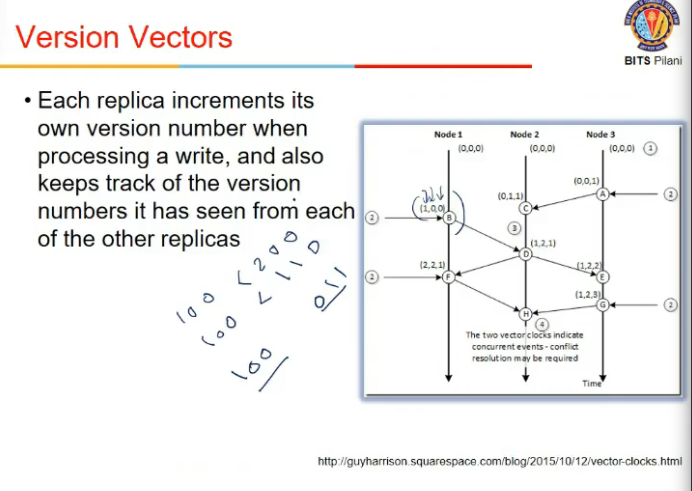 Version Vectors
BITS Pilani
• Each replica increments its
own version number when
processing a write, and also
keeps track of the version
numbers it has seen from each
of the other replicas
100 < 200
100 < 110
100 011
Node 1 Node 2 Node 3
(0,0,0) (0,0,0) (0,0,0) 1
(0,0,1) A 2
(0,1,1) C
2 (1,0,0) B
3
(1,2,1)
D
2 (2,2,1) F (1,2,2) E
(1,2,3) G 2
H
4
The two vector clocks indicate
concurrent events - conflict
resolution may be required
Time
http://guyharrison.squarespace.com/blog/2015/10/12/vector-clocks.html